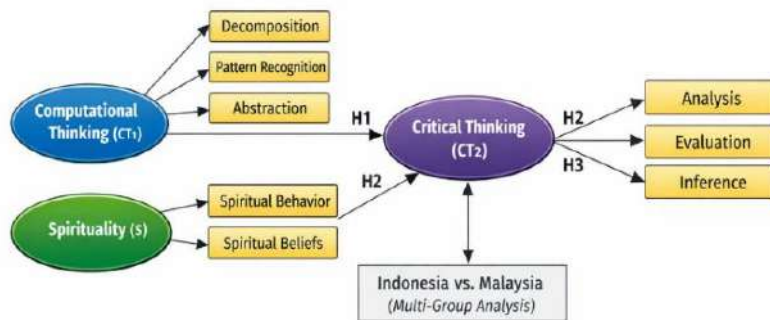 Decomposition
Pattern Recognition
Abstraction
Computational
Thinking (CT₁)
H1
Critical Thinking
(CT₂)
H2
H3
Analysis
Evaluation
Inference
Spirituality (S)
Spiritual Behavior
Spiritual Beliefs
H2
Indonesia vs. Malaysia
(Multi-Group Analysis)